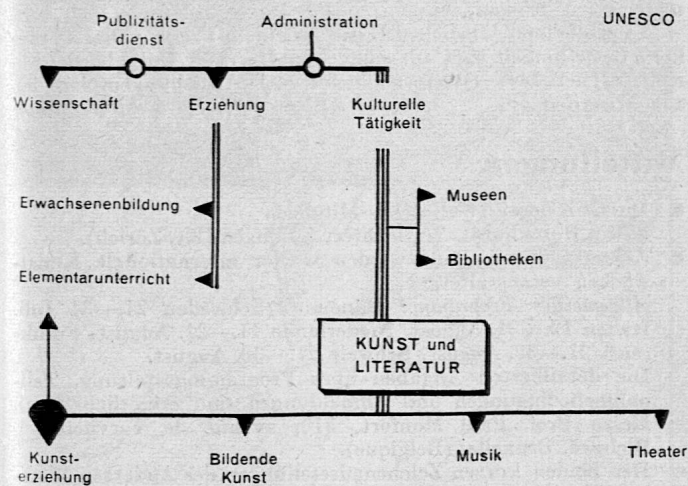 UNESCO
Publizitäts-
dienst
Administration
Wissenschaft
Erziehung
Kulturelle
Tätigkeit
Erwachsenenbildung
Elementarunterricht
Museen
Bibliotheken
KUNST und
LITERATUR
Kunst-
erziehung
Bildende
Kunst
Musik
Theater